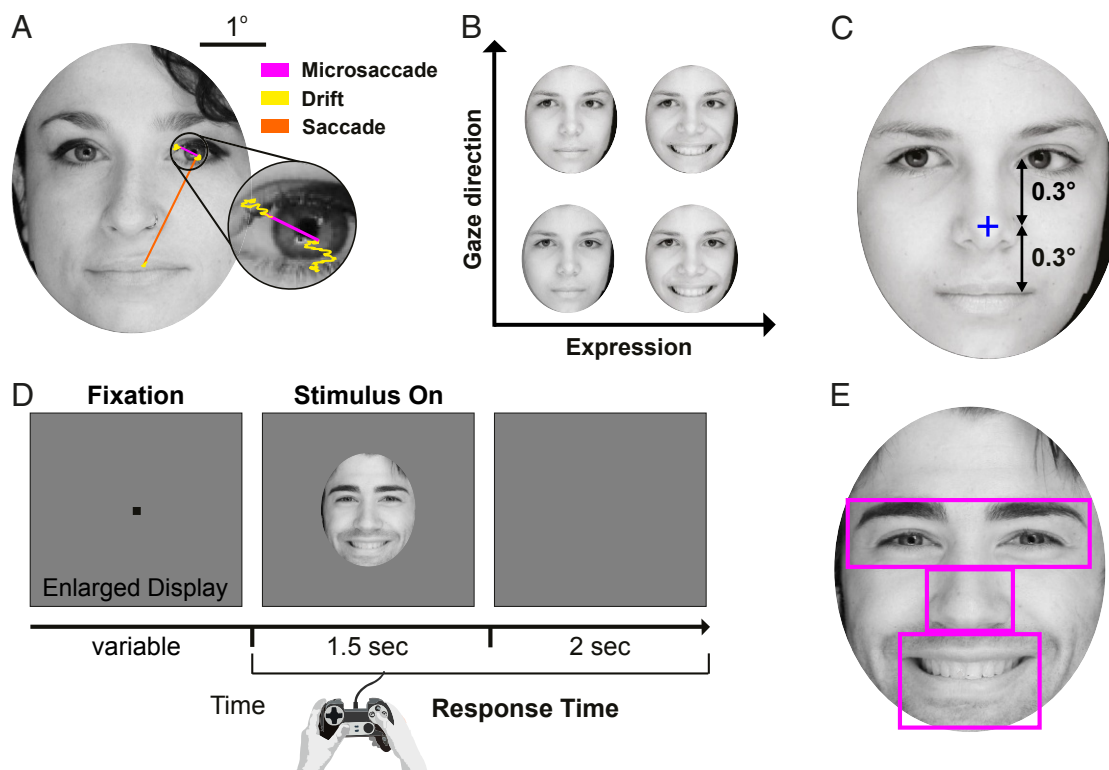 A
1°
Microsaccade
Drift
Saccade
B
Gaze direction
Expression
C
0.3°
0.3°
D
Fixation
Stimulus On
Enlarged Display
variable
1.5 sec
2 sec
Time
Response Time
E